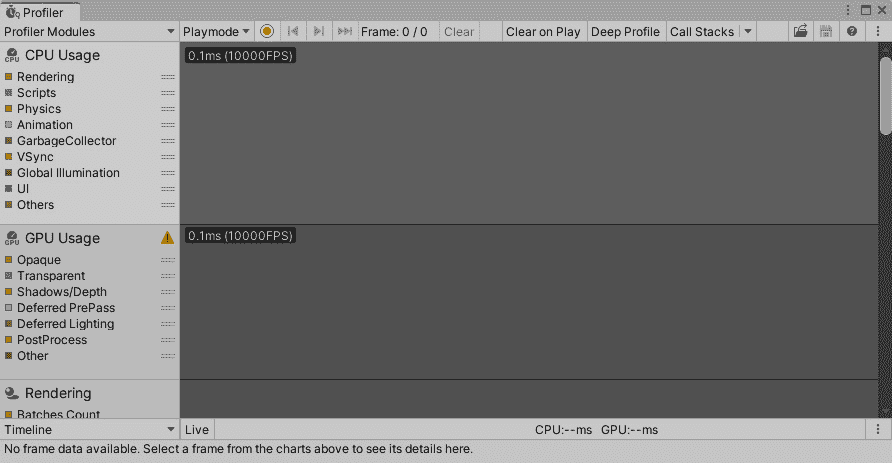 Profiler
Profiler Modules Playmode Frame: 0 / 0 Clear Clear on Play Deep Profile Call Stacks
CPU Usage
CPU
0.1ms (10000FPS)
Rendering
Scripts
Physics
Animation
GarbageCollector
VSync
Global Illumination
UI
Others
GPU Usage
GPU
0.1ms (10000FPS)
Opaque
Transparent
Shadows/Depth
Deferred PrePass
Deferred Lighting
PostProcess
Other
Rendering
Batches Count
Timeline Live CPU:--ms GPU:--ms
No frame data available. Select a frame from the charts above to see its details here.